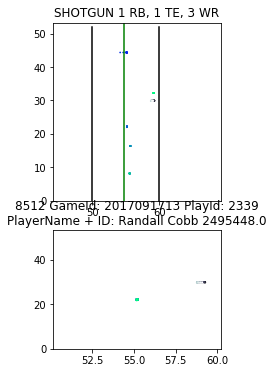 SHOTGUN 1 RB, 1 TE, 3 WR
50
40
30
20
10
0
50 60
8512 GameId: 2017091713 PlayId: 2339
PlayerName + ID: Randall Cobb 2495448.0
40
20
0
52.5 55.0 57.5 60.0